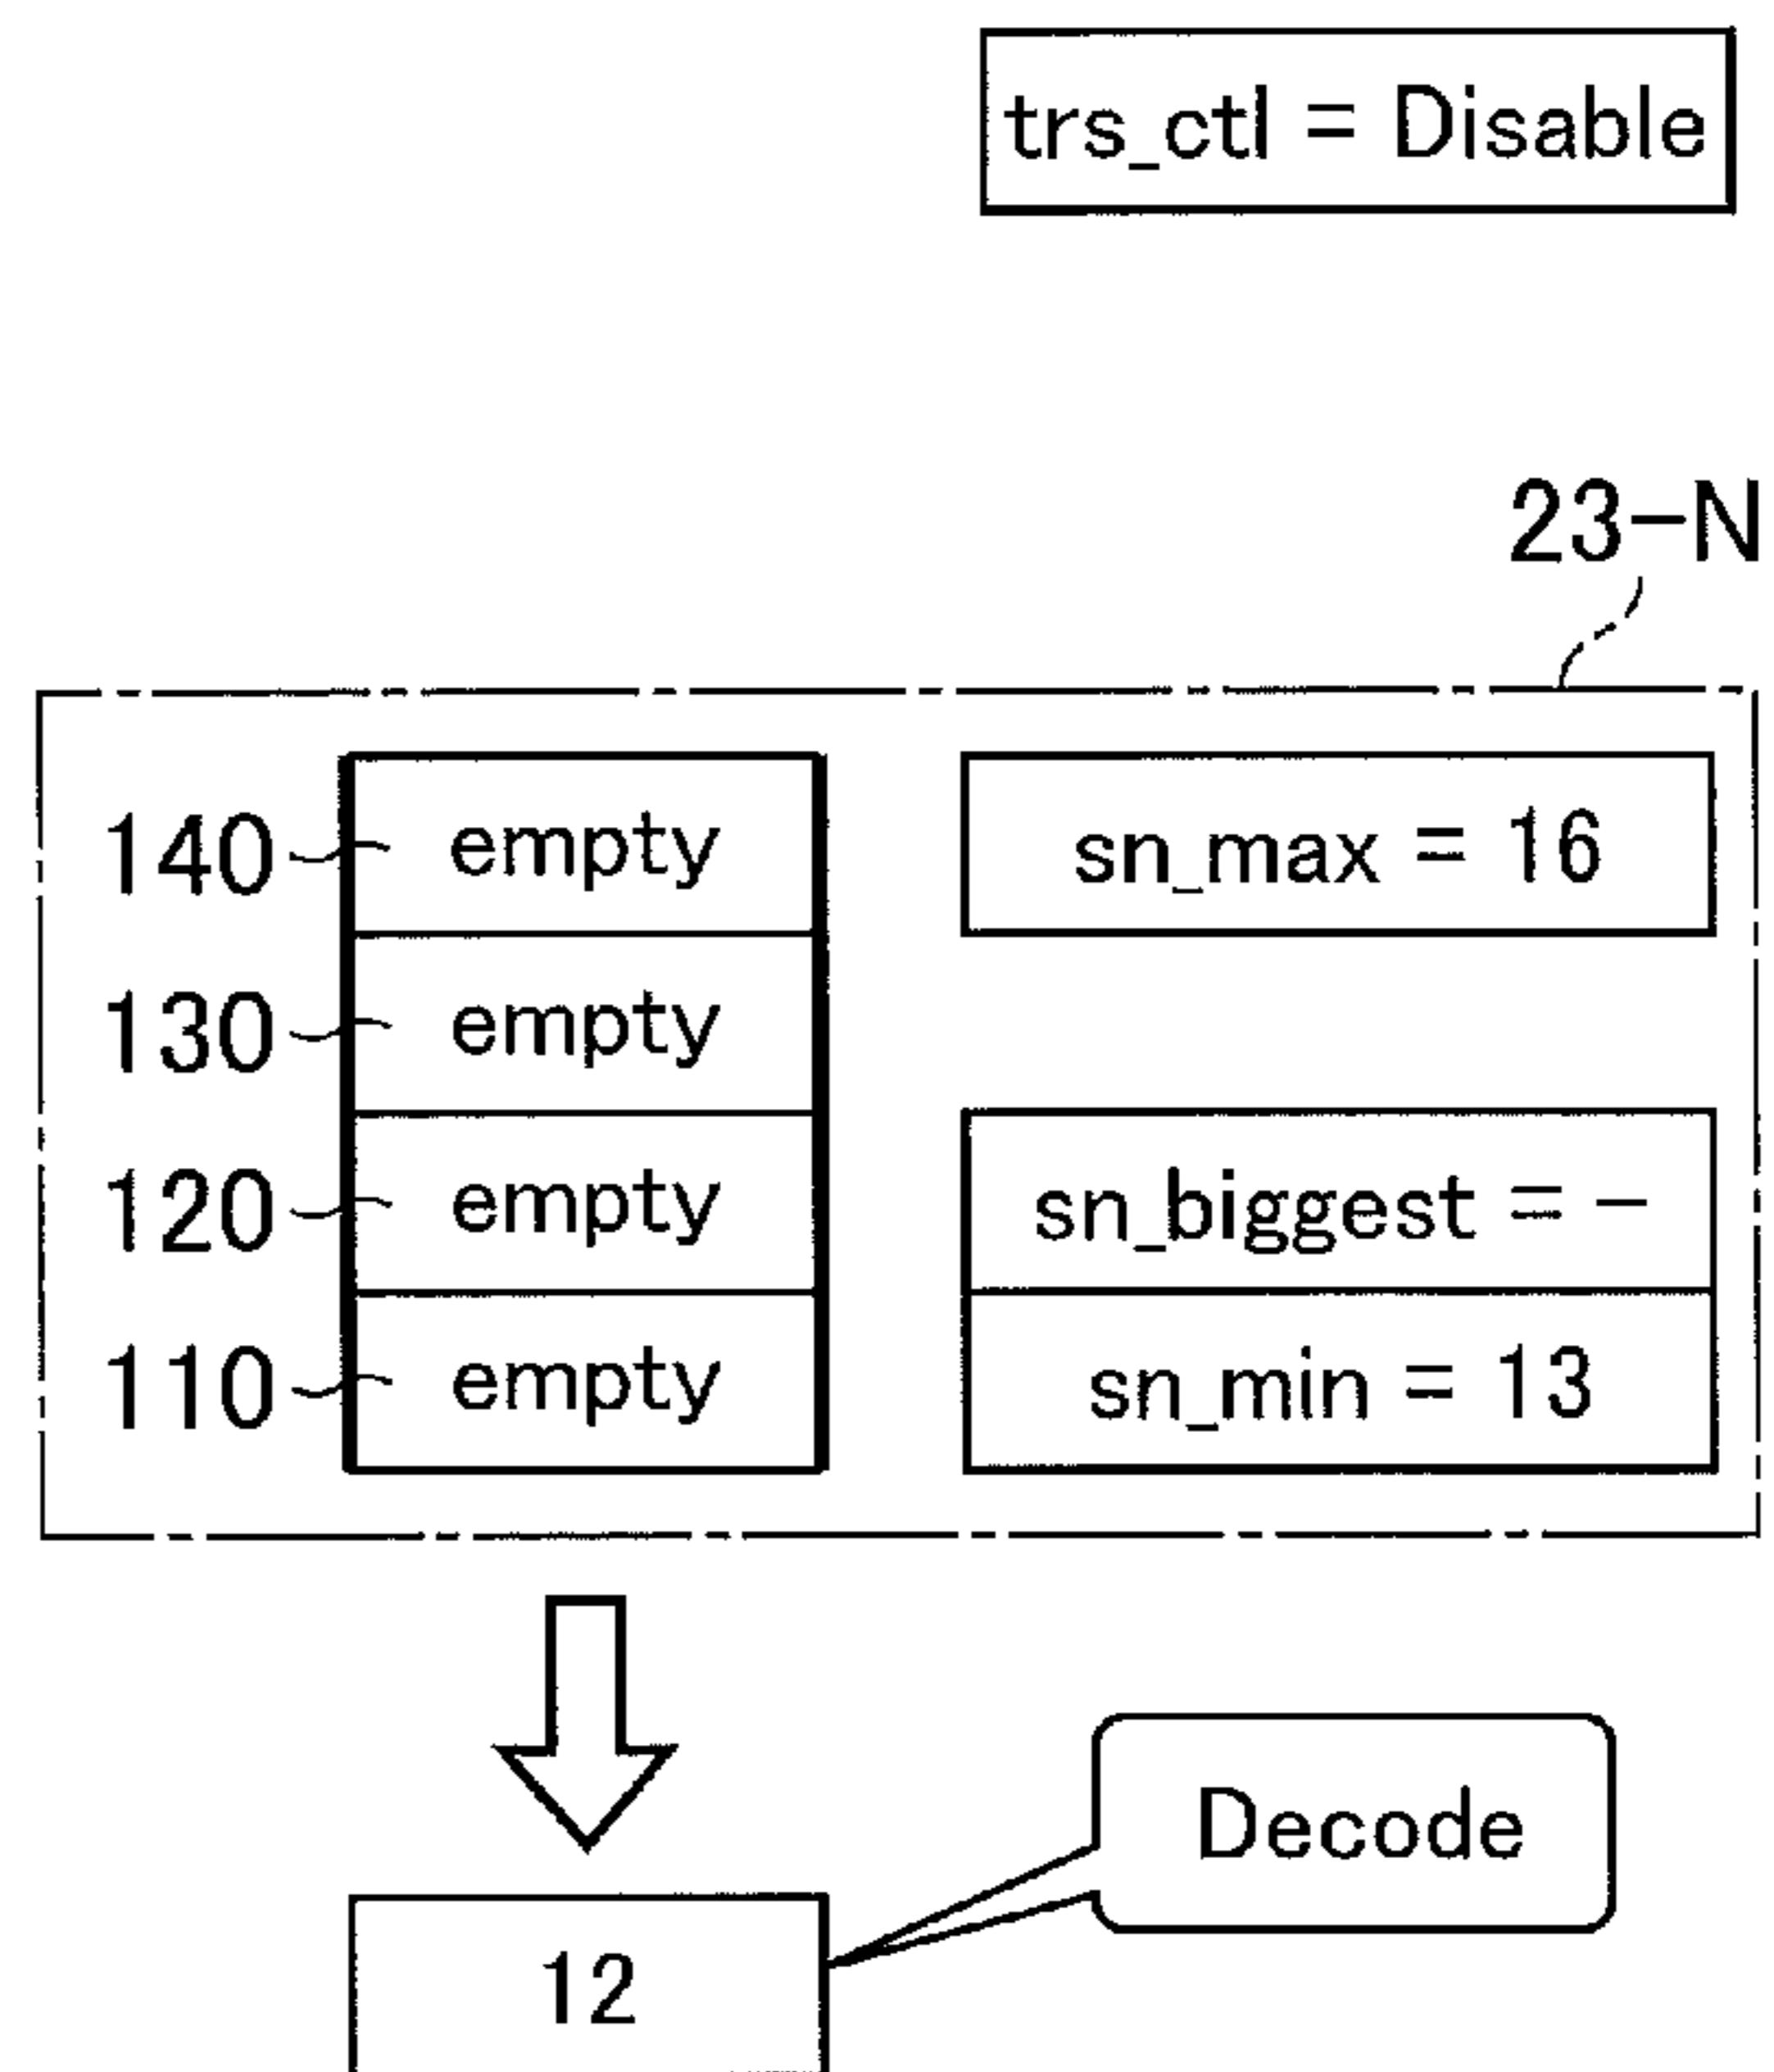 trs_ctl = Disable
23-N
140 empty sn_max = 16
130 empty
120 empty sn_biggest = -
110 empty sn_min = 13
Decode
12